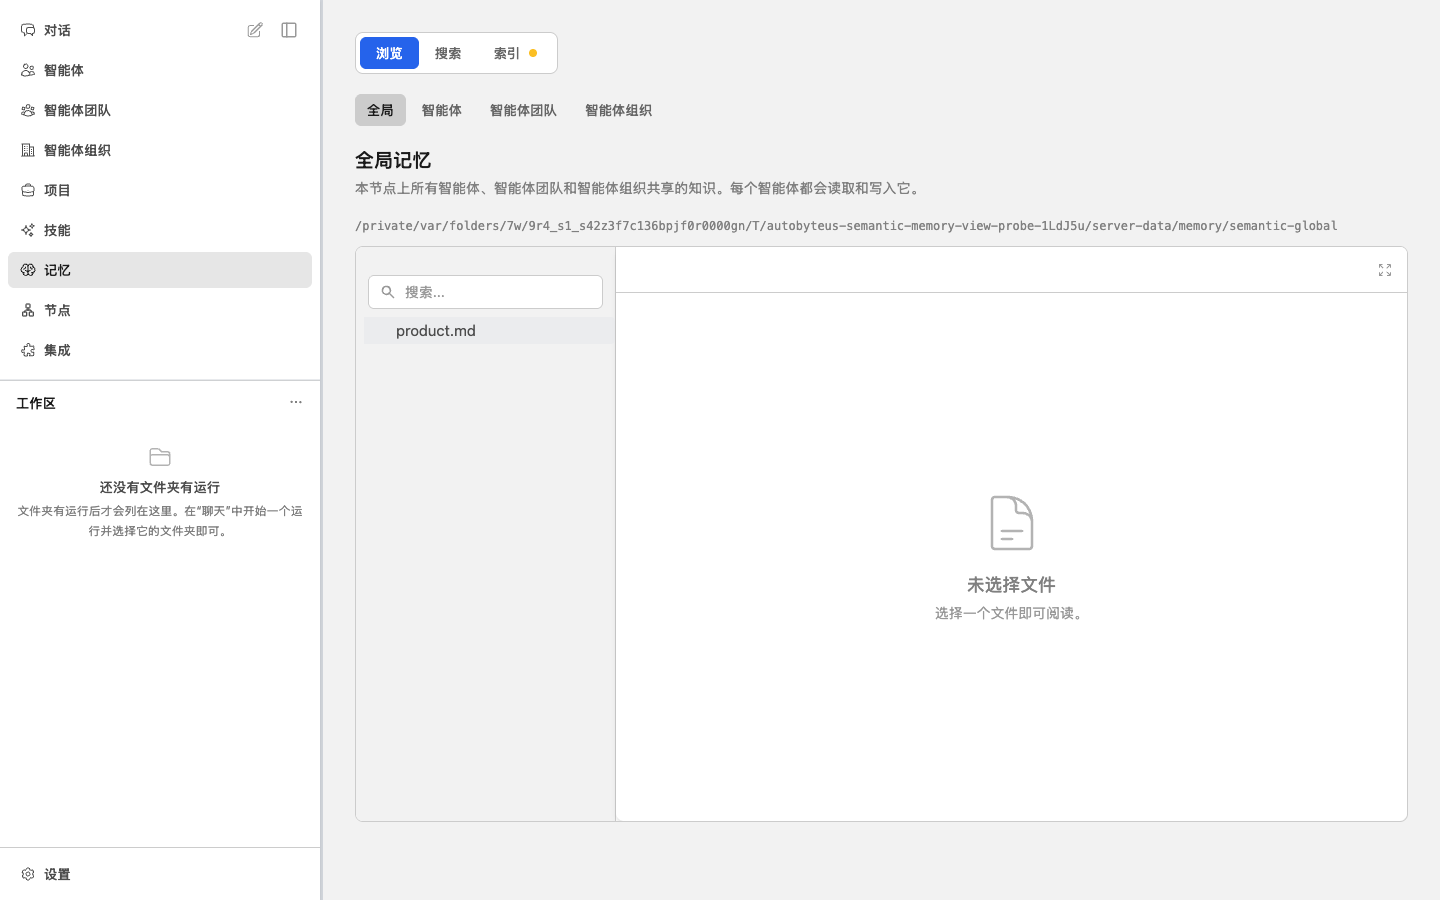 对话
智能体
智能体团队
智能体组织
项目
技能
记忆
节点
集成
工作区
还没有文件夹有运行
文件夹有运行后才会列在这里。在“聊天”中开始一个运
行并选择它的文件夹即可。
设置
浏览 搜索 索引
全局 智能体 智能体团队 智能体组织
全局记忆
本节点上所有智能体、智能体团队和智能体组织共享的知识。每个智能体都会读取和写入它。
/private/var/folders/7w/9r4_s1_s42z3f7c136bpjf0r0000gn/T/autobyteus-semantic-memory-view-probe-1LdJ5u/server-data/memory/semantic-global
搜索...
product.md
未选择文件
选择一个文件即可阅读。